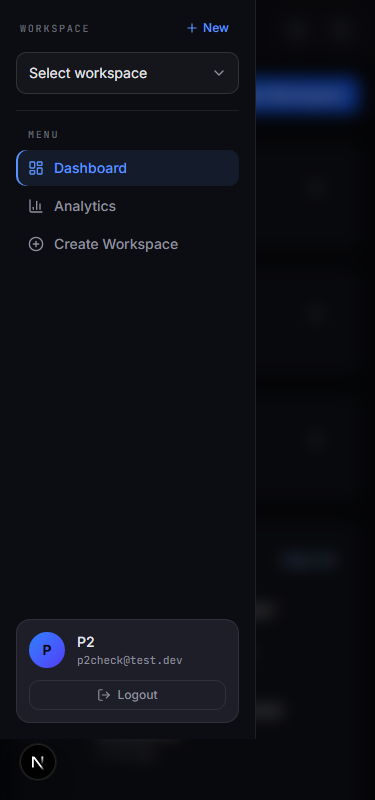 WORKSPACE
New
Select workspace
MENU
Dashboard
Analytics
Create Workspace
P
P2
p2check@test.dev
Logout
N